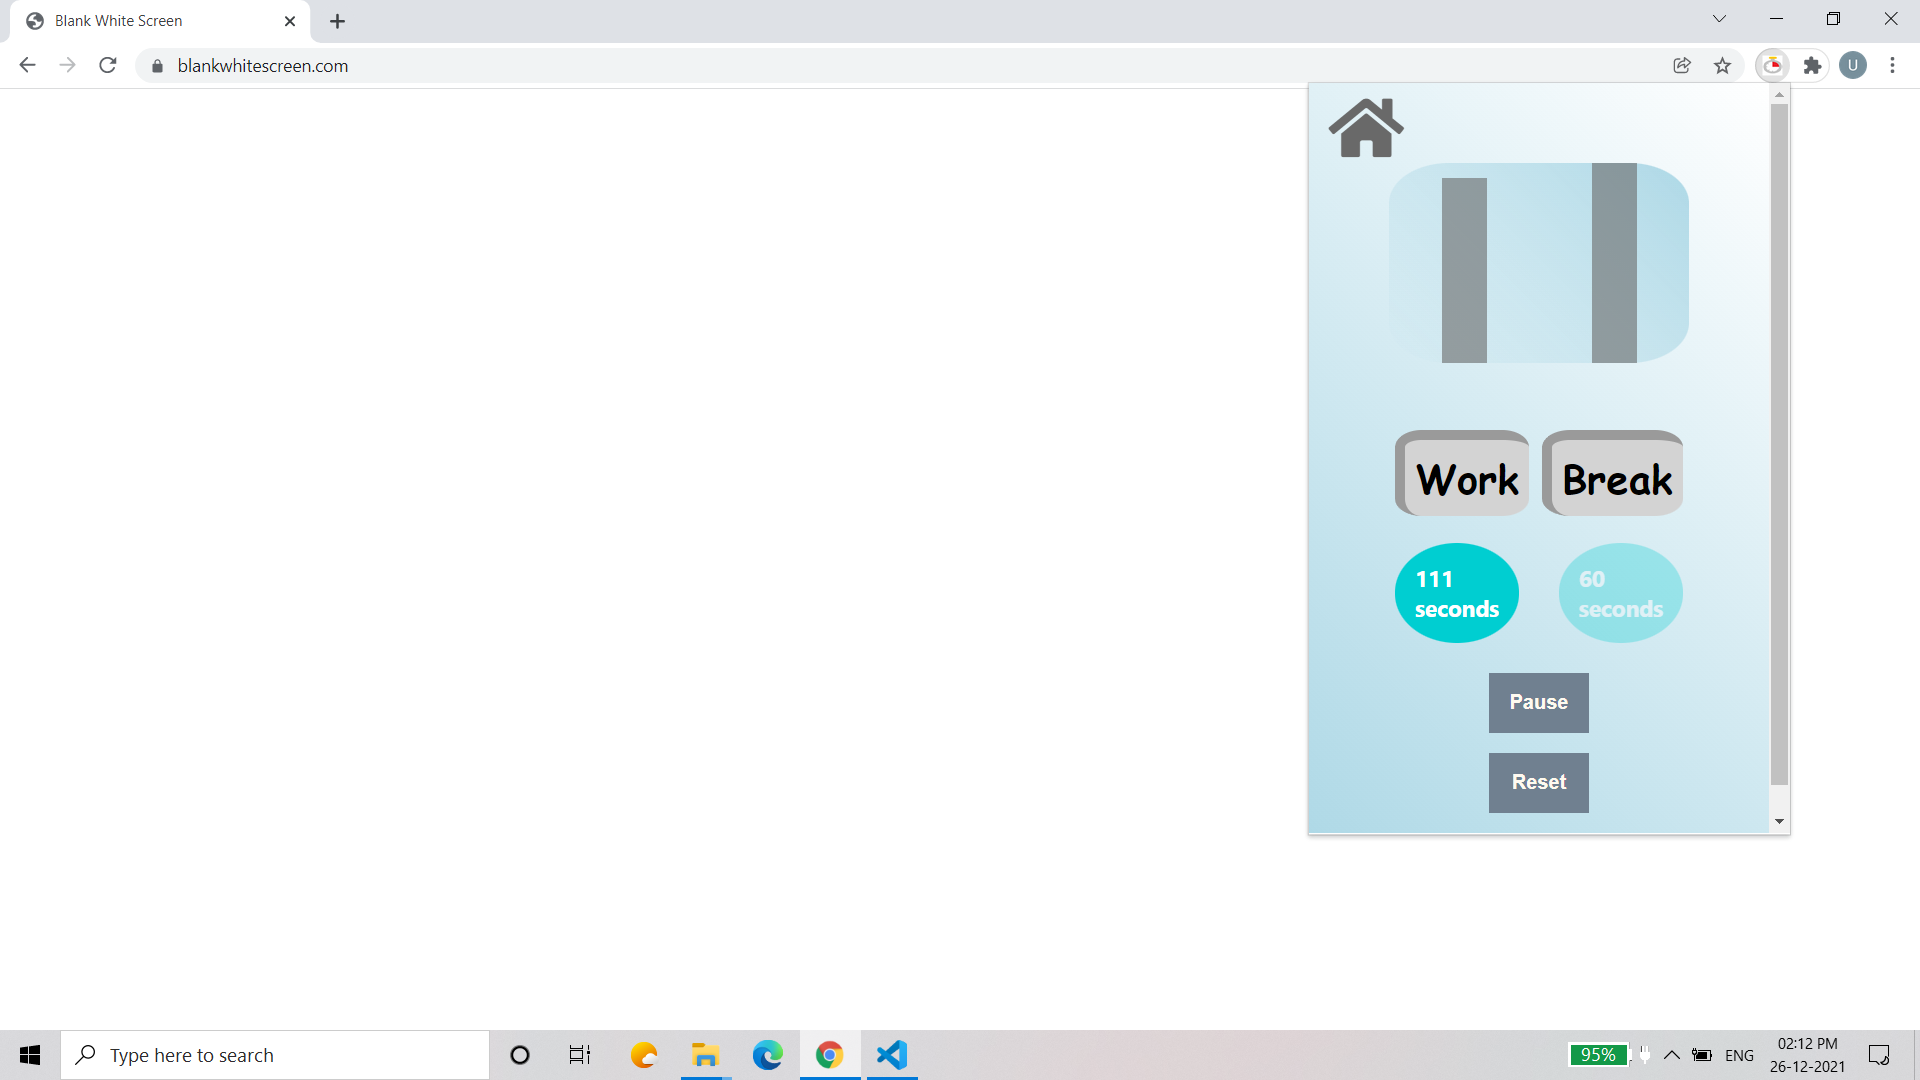 Blank White Screen
blankwhitescreen.com
U
Work Break
111
seconds
60
seconds
Pause
Reset
Type here to search
95%
ENG
02:12 PM
26-12-2021